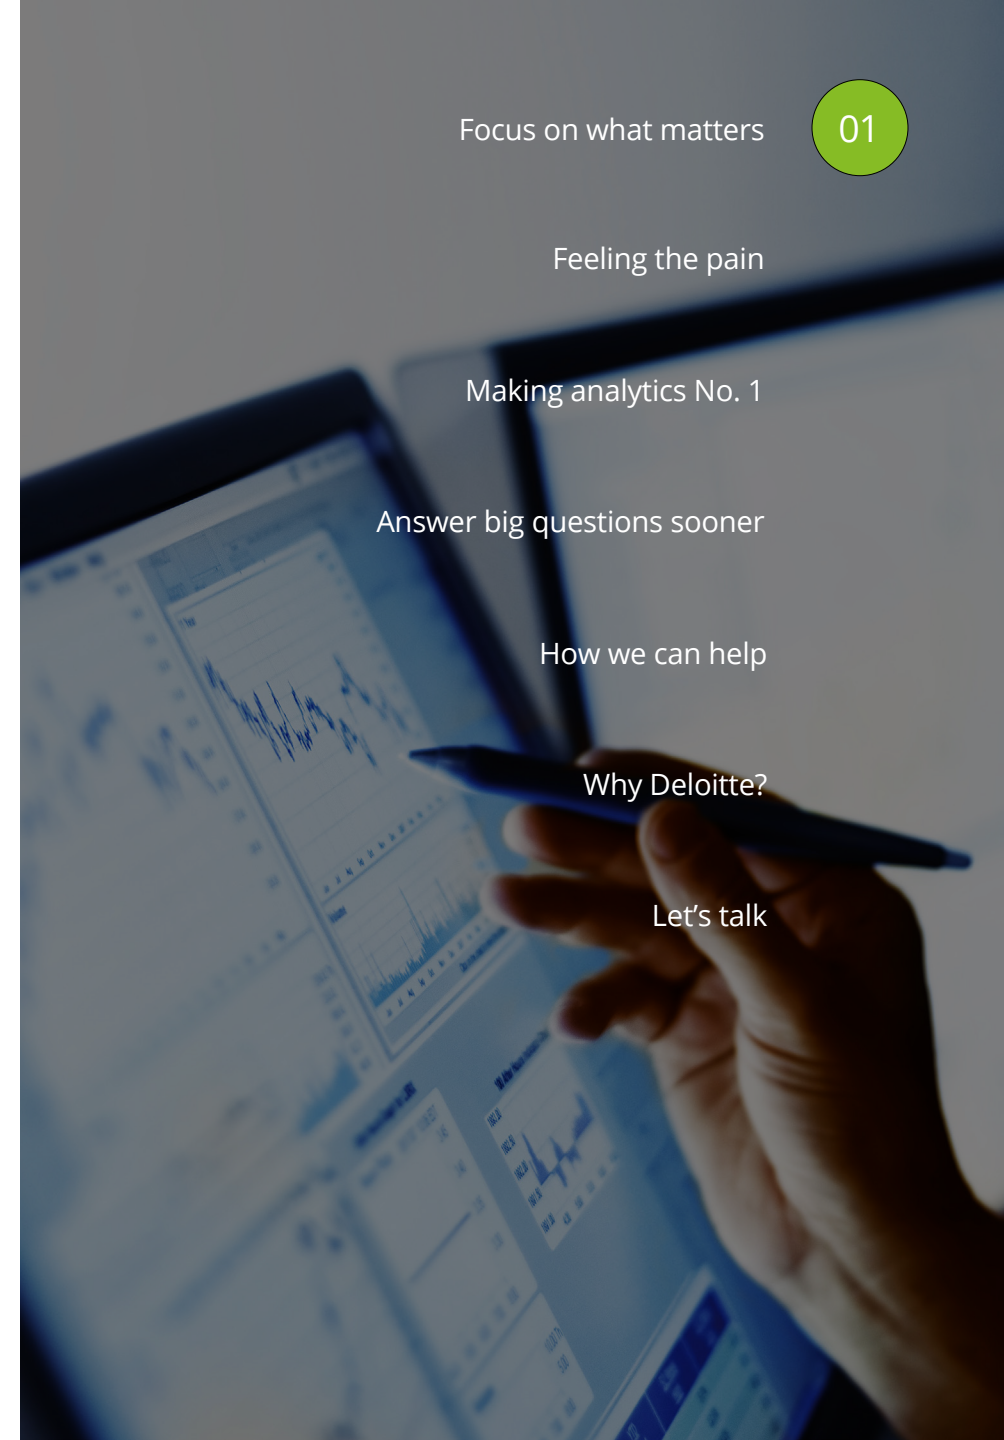 Focus on what matters
01
Feeling the pain
Making analytics No. 1
Answer big questions sooner
How we can help
Why Deloitte?
Let’s talk